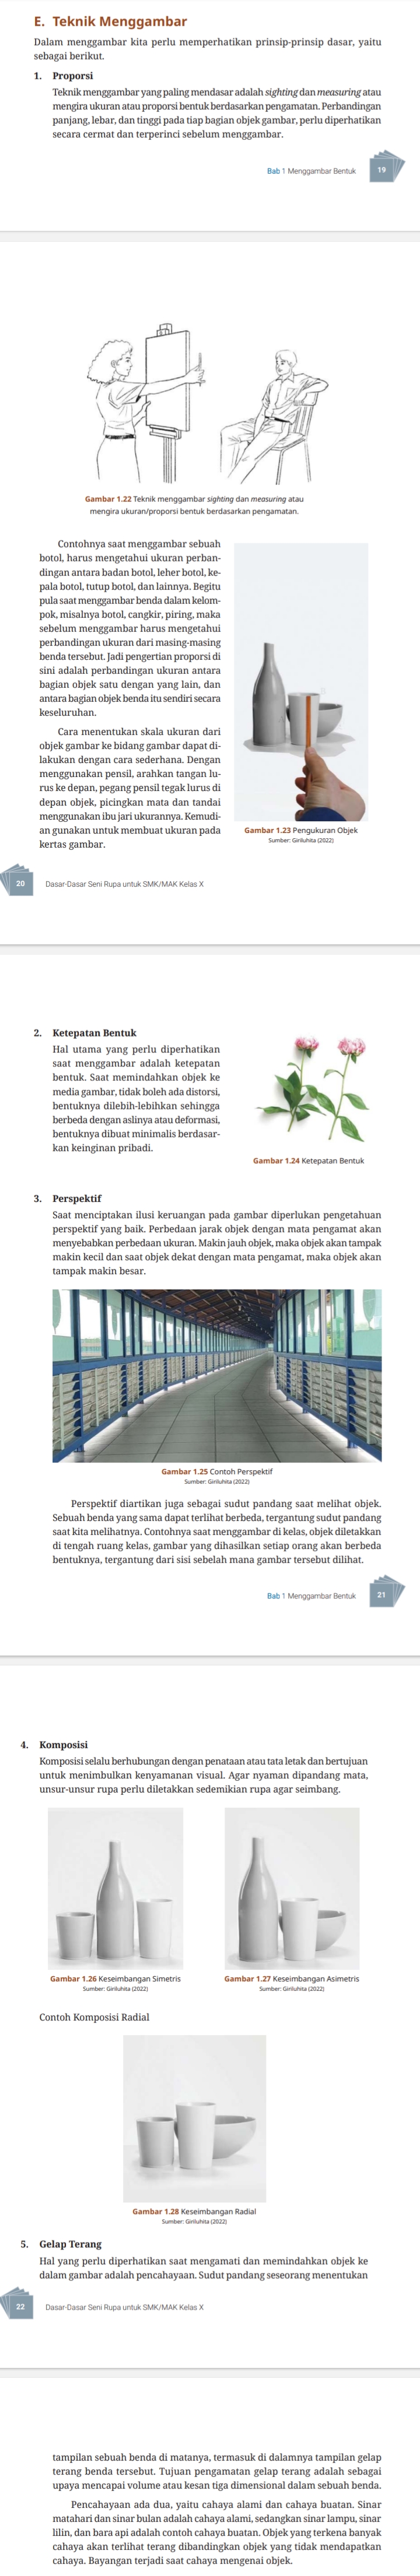 E. Teknik Menggambar
Dalam menggambar kita perlu memperhatikan prinsip-prinsip dasar, yaitu
sebagai berikut.
1. Proporsi
Teknik menggambar yang paling mendasar adalah sighting dan measuring atau
mengira ukuran atau proporsi bentuk berdasarkan pengamatan. Perbandingan
panjang, lebar, dan tinggi pada tiap bagian objek gambar, perlu diperhatikan
secara cermat dan terperinci sebelum menggambar.
Bab 1 Menggambar Bentuk 19
Gambar 1.22 Teknik menggambar sighting dan measuring atau
mengira ukuran/proporsi bentuk berdasarkan pengamatan.
Contohnya saat menggambar sebuah
botol, harus mengetahui ukuran perban-
dingan antara badan botol, leher botol, ke-
pala botol, tutup botol, dan lainnya. Begitu
pula saat menggambar benda dalam kelom-
pok, misalnya botol, cangkir, piring, maka
sebelum menggambar harus mengetahui
perbandingan ukuran dari masing-masing
benda tersebut. Jadi pengertian proporsi di
sini adalah perbandingan ukuran antara
bagian objek satu dengan yang lain, dan
antara bagian objek benda itu sendiri secara
keseluruhan.
Cara menentukan skala ukuran dari
objek gambar ke bidang gambar dapat di-
lakukan dengan cara sederhana. Dengan
menggunakan pensil, arahkan tangan lu-
rus ke depan, pegang pensil tegak lurus di
depan objek, picingkan mata dan tandai
menggunakan ibu jari ukurannya. Kemudi-
an gunakan untuk membuat ukuran pada
kertas gambar.
Gambar 1.23 Pengukuran Objek
Sumber: Giriluhita (2022)
20 Dasar-Dasar Seni Rupa untuk SMK/MAK Kelas X
2. Ketepatan Bentuk
Hal utama yang perlu diperhatikan
saat menggambar adalah ketepatan
bentuk. Saat memindahkan objek ke
media gambar, tidak boleh ada distorsi,
bentuknya dilebih-lebihkan sehingga
berbeda dengan aslinya atau deformasi,
bentuknya dibuat minimalis berdasar-
kan keinginan pribadi.
Gambar 1.24 Ketepatan Bentuk
3. Perspektif
Saat menciptakan ilusi keruangan pada gambar diperlukan pengetahuan
perspektif yang baik. Perbedaan jarak objek dengan mata pengamat akan
menyebabkan perbedaan ukuran. Makin jauh objek, maka objek akan tampak
makin kecil dan saat objek dekat dengan mata pengamat, maka objek akan
tampak makin besar.
Gambar 1.25 Contoh Perspektif
Sumber: Giriluhita (2022)
Perspektif diartikan juga sebagai sudut pandang saat melihat objek.
Sebuah benda yang sama dapat terlihat berbeda, tergantung sudut pandang
saat kita melihatnya. Contohnya saat menggambar di kelas, objek diletakkan
di tengah ruang kelas, gambar yang dihasilkan setiap orang akan berbeda
bentuknya, tergantung dari sisi sebelah mana gambar tersebut dilihat.
Bab 1 Menggambar Bentuk 21
4. Komposisi
Komposisi selalu berhubungan dengan penataan atau tata letak dan bertujuan
untuk menimbulkan kenyamanan visual. Agar nyaman dipandang mata,
unsur-unsur rupa perlu diletakkan sedemikian rupa agar seimbang.
Gambar 1.26 Keseimbangan Simetris
Sumber: Giriluhita (2022)
Gambar 1.27 Keseimbangan Asimetris
Sumber: Giriluhita (2022)
Contoh Komposisi Radial
Gambar 1.28 Keseimbangan Radial
Sumber: Giriluhita (2022)
5. Gelap Terang
Hal yang perlu diperhatikan saat mengamati dan memindahkan objek ke
dalam gambar adalah pencahayaan. Sudut pandang seseorang menentukan
22 Dasar-Dasar Seni Rupa untuk SMK/MAK Kelas X
tampilan sebuah benda di matanya, termasuk di dalamnya tampilan gelap
terang benda tersebut. Tujuan pengamatan gelap terang adalah sebagai
upaya mencapai volume atau kesan tiga dimensional dalam sebuah benda.
Pencahayaan ada dua, yaitu cahaya alami dan cahaya buatan. Sinar
matahari dan sinar bulan adalah cahaya alami, sedangkan sinar lampu, sinar
lilin, dan bara api adalah contoh cahaya buatan. Objek yang terkena banyak
cahaya akan terlihat terang dibandingkan objek yang tidak mendapatkan
cahaya. Bayangan terjadi saat cahaya mengenai objek.